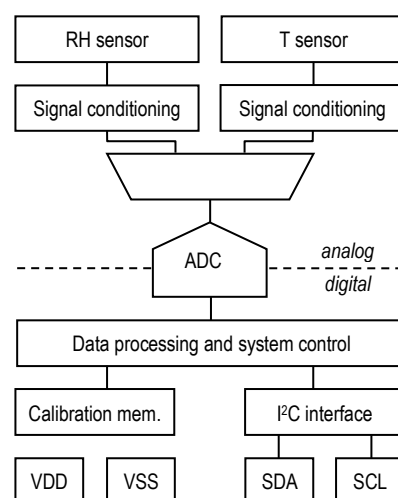 RH sensor
T sensor
Signal conditioning
Signal conditioning
ADC
analog
digital
Data processing and system control
Calibration mem.
I²C interface
VDD
VSS
SDA
SCL